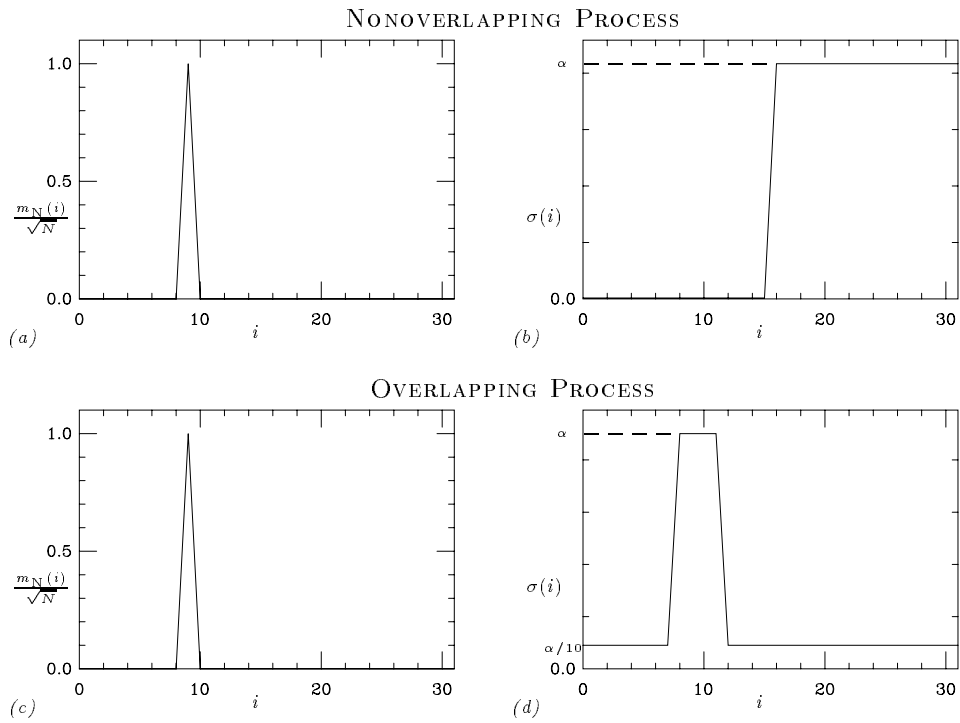 NONOVERLAPPING PROCESS
1.0
0.5
m_N(i)
√N
0.0
0 10 20 30
i
(a)
α
σ(i)
0.0
0 10 20 30
i
(b)
OVERLAPPING PROCESS
1.0
0.5
m_N(i)
√N
0.0
0 10 20 30
i
(c)
α
σ(i)
α/10
0.0
0 10 20 30
i
(d)